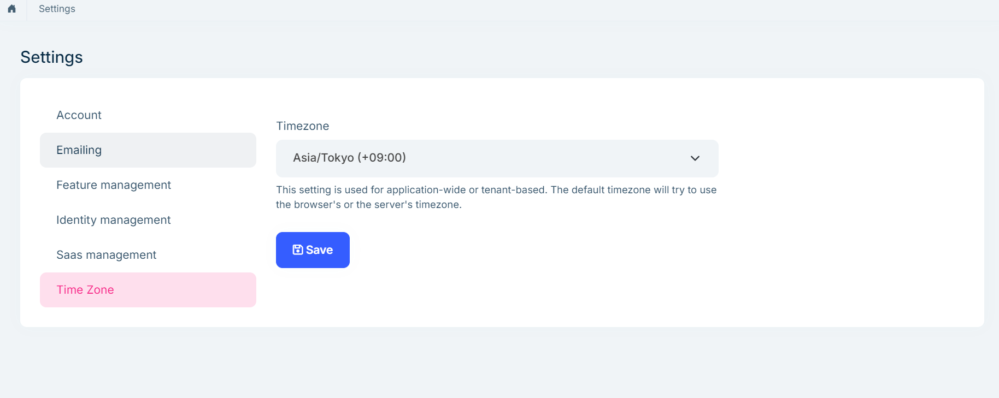 Settings
Settings
Account
Emailing
Feature management
Identity management
Saas management
Time Zone
Timezone
Asia/Tokyo (+09:00)
This setting is used for application-wide or tenant-based. The default timezone will try to use
the browser's or the server's timezone.
Save